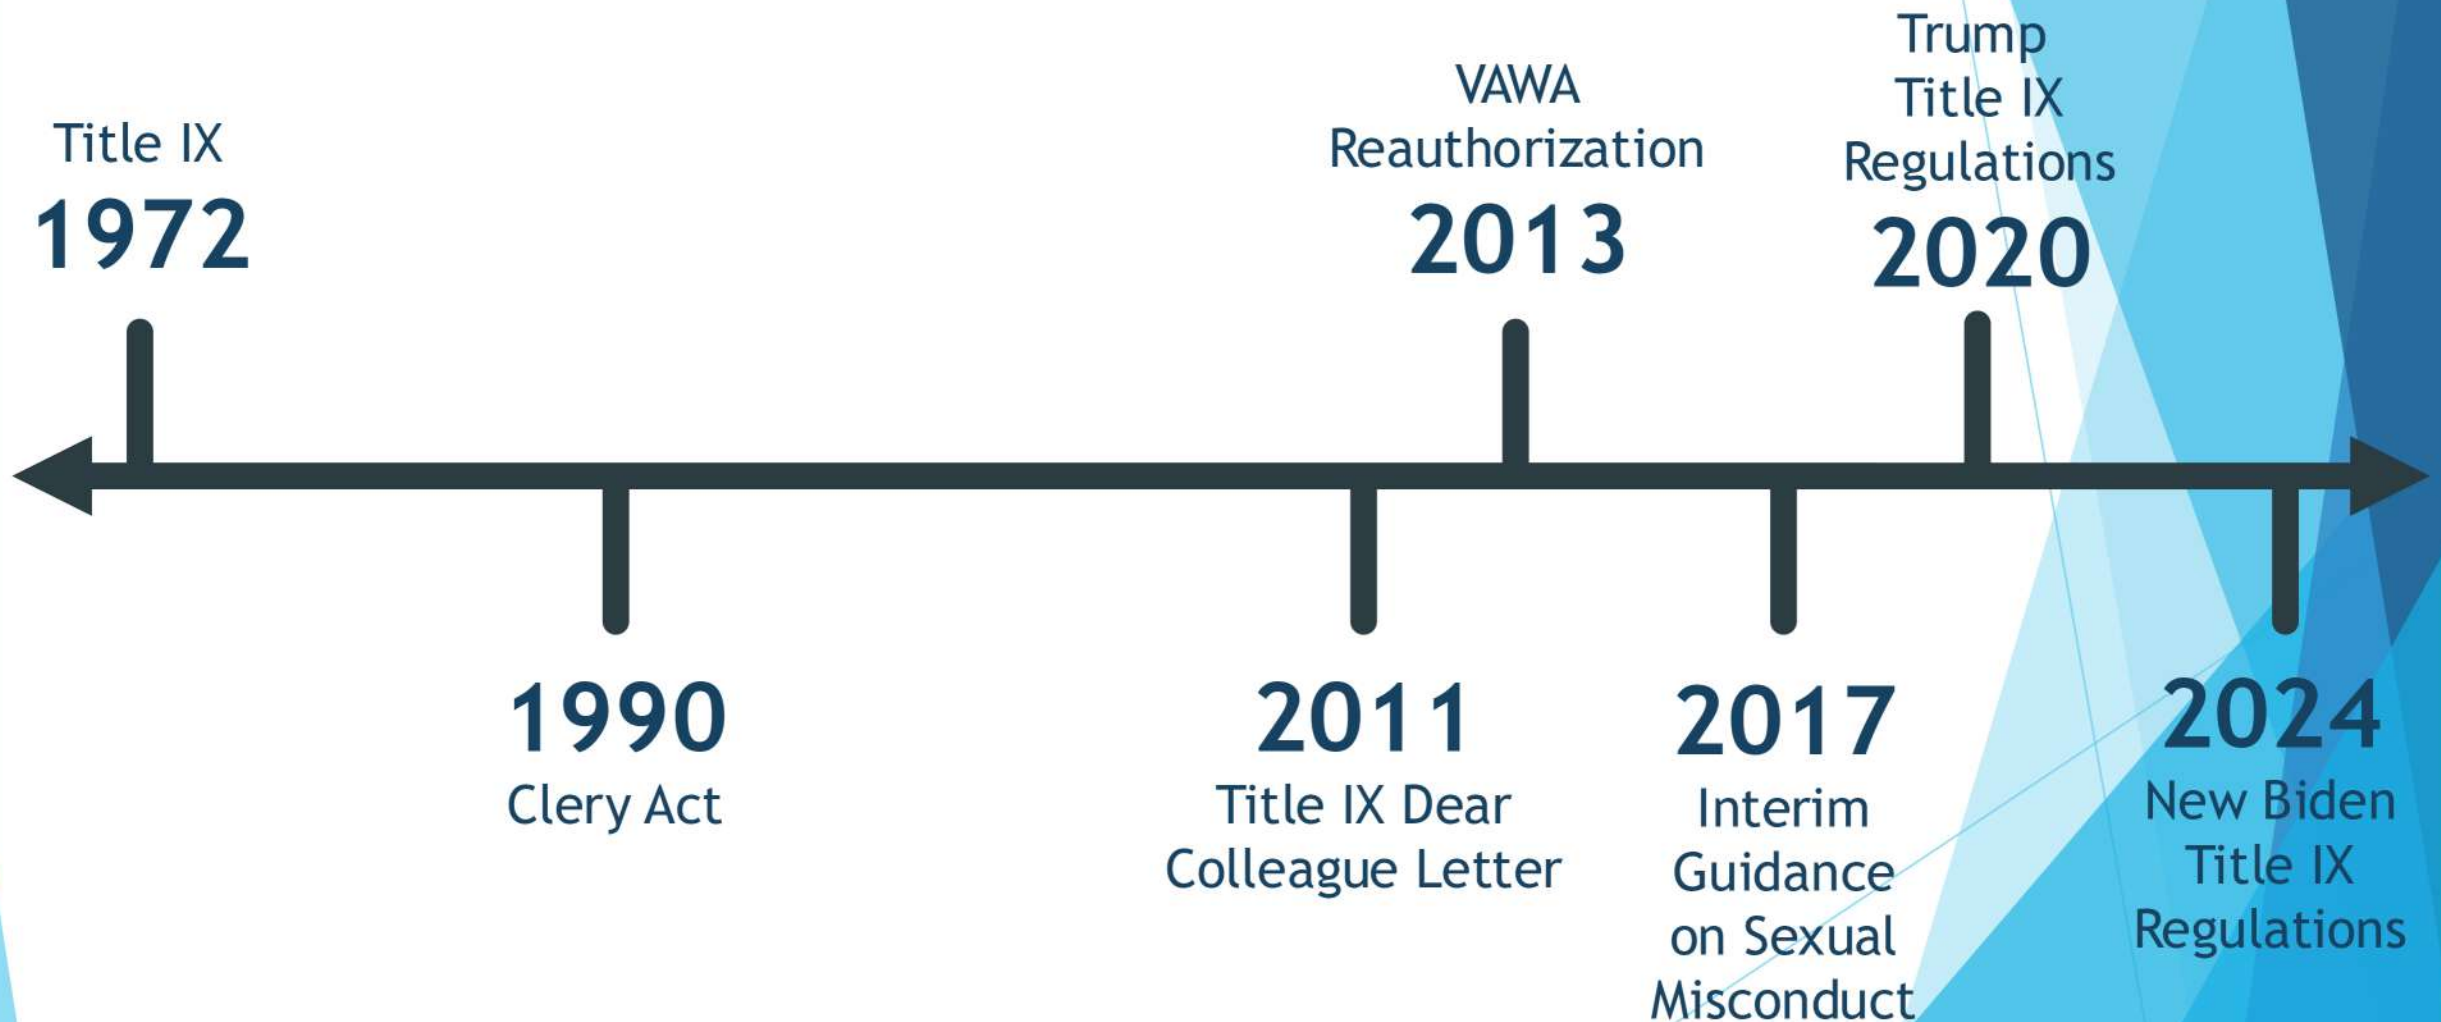 Title IX
1972
1990
Clery Act
2011
Title IX Dear
Colleague Letter
VAWA
Reauthorization
2013
2017
Interim
Guidance
on Sexual
Misconduct
Trump
Title IX
Regulations
2020
2024
New Biden
Title IX
Regulations